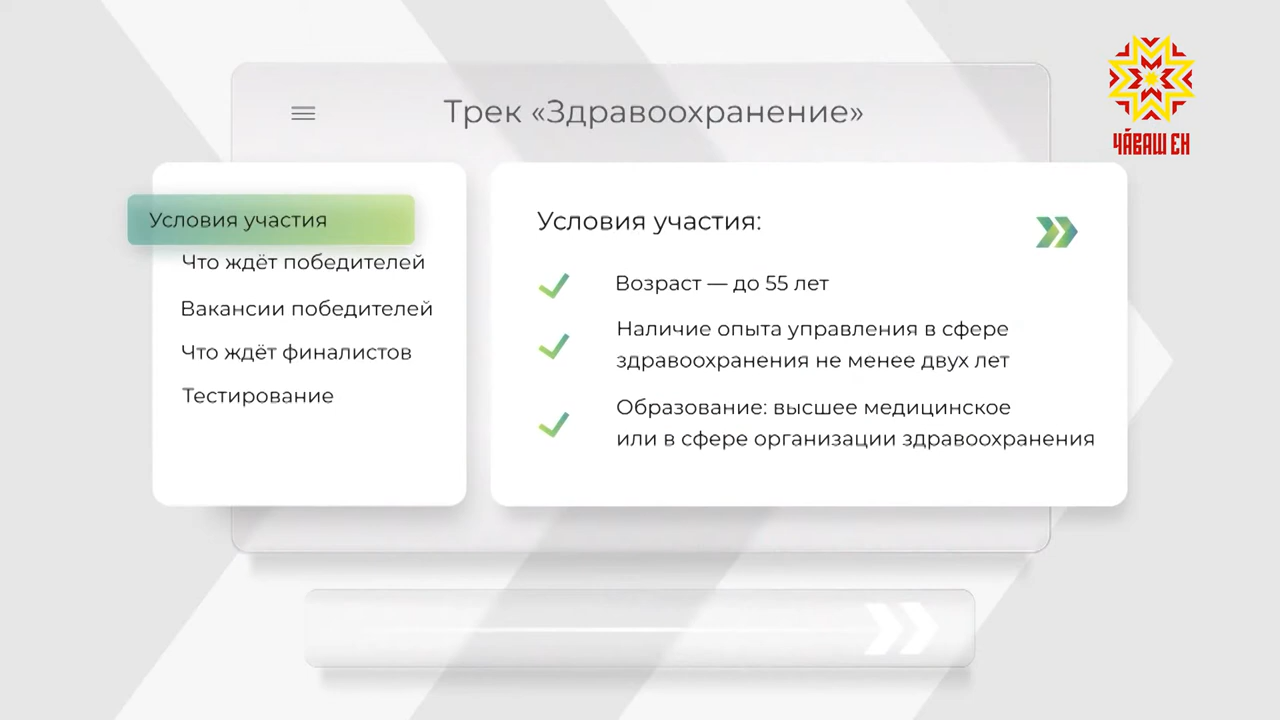 Трек «Здравоохранение»
ЧӐВАШ ЕН
Условия участия
Что ждёт победителей
Вакансии победителей
Что ждёт финалистов
Тестирование
Условия участия:
Возраст — до 55 лет
Наличие опыта управления в сфере
здравоохранения не менее двух лет
Образование: высшее медицинское
или в сфере организации здравоохранения